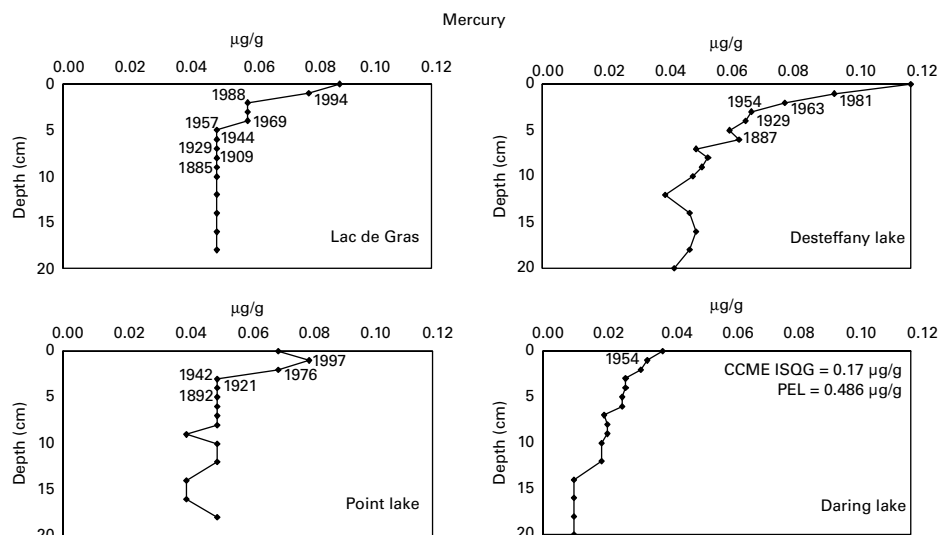 Mercury
µg/g
0.00 0.02 0.04 0.06 0.08 0.10 0.12
0
5
10
15
20
Depth (cm)
1988
1994
1957
1969
1944
1929
1909
1885
Lac de Gras
µg/g
0.00 0.02 0.04 0.06 0.08 0.10 0.12
0
5
10
15
20
Depth (cm)
1981
1954
1963
1929
1887
Desteffany lake
µg/g
0.00 0.02 0.04 0.06 0.08 0.10 0.12
0
5
10
15
20
Depth (cm)
1997
1942
1976
1921
1892
Point lake
µg/g
0.00 0.02 0.04 0.06 0.08 0.10 0.12
0
5
10
15
20
Depth (cm)
1954
CCME ISQG = 0.17 µg/g
PEL = 0.486 µg/g
Daring lake